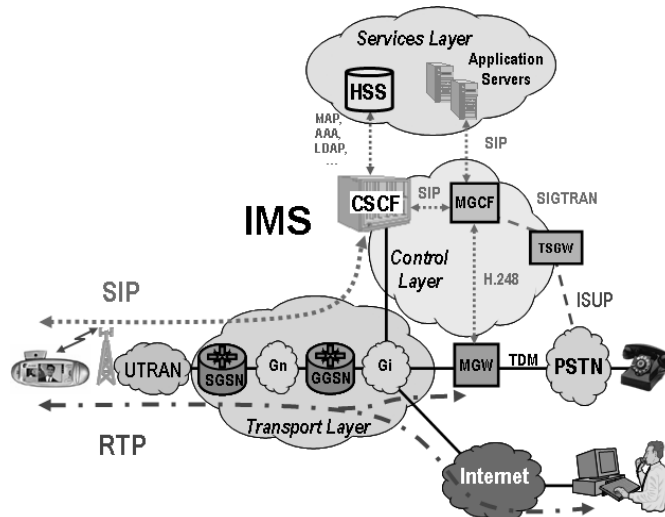 Services Layer
Application
Servers
HSS
MAP,
AAA,
LDAP,
...
SIP
CSCF
SIP
MGCF
SIGTRAN
IMS
TSGW
Control
Layer
H.248
SIP
ISUP
UTRAN
SGSN
Gn
GGSN
Gi
MGW
TDM
PSTN
RTP
Transport Layer
Internet